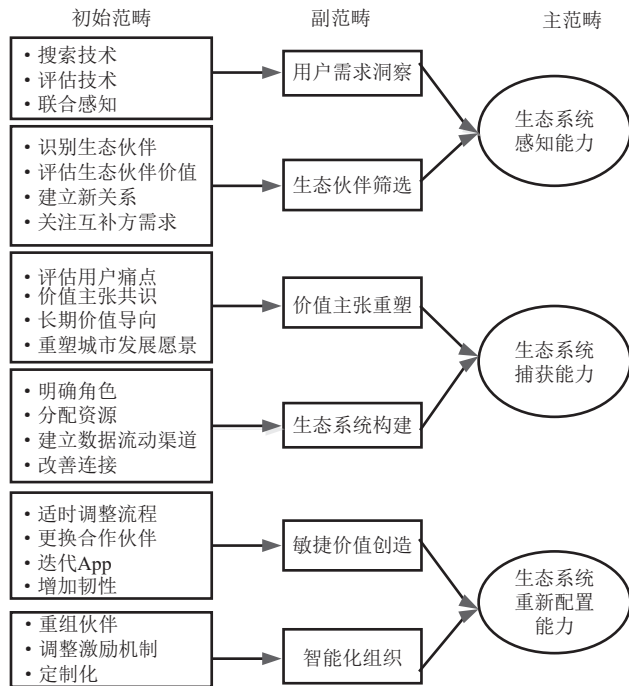 初始范畴 副范畴 主范畴
·搜索技术
·评估技术
·联合感知
用户需求洞察
·识别生态伙伴
·评估生态伙伴价值
·建立新关系
·关注互补方需求
生态伙伴筛选
生态系统
感知能力
·评估用户痛点
·价值主张共识
·长期价值导向
·重塑城市发展愿景
价值主张重塑
·明确角色
·分配资源
·建立数据流动渠道
·改善连接
生态系统构建
生态系统
捕获能力
·适时调整流程
·更换合作伙伴
·迭代App
·增加韧性
敏捷价值创造
·重组伙伴
·调整激励机制
·定制化
智能化组织
生态系统
重新配置
能力